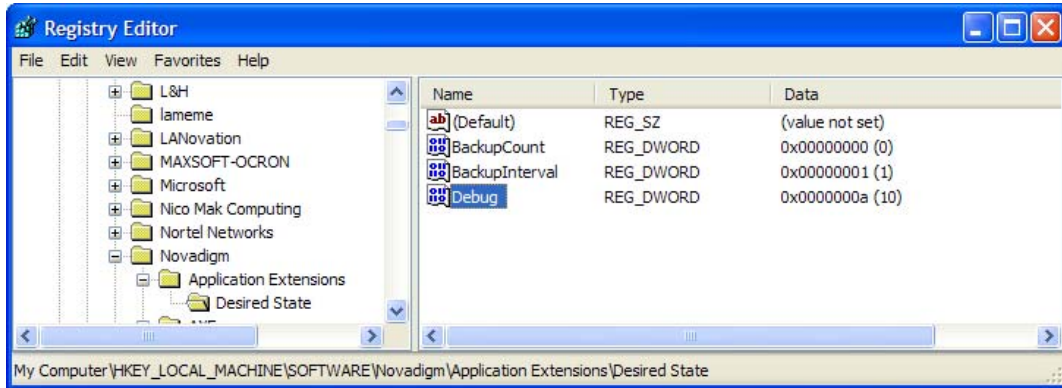 Registry Editor
File Edit View Favorites Help
L&H
lameme
LANovation
MAXSOFT-OCRON
Microsoft
Nico Mak Computing
Nortel Networks
Novadigm
Application Extensions
Desired State
Name Type Data
(Default) REG_SZ (value not set)
BackupCount REG_DWORD 0x00000000 (0)
BackupInterval REG_DWORD 0x00000001 (1)
Debug REG_DWORD 0x0000000a (10)
My Computer\HKEY_LOCAL_MACHINE\SOFTWARE\Novadigm\Application Extensions\Desired State